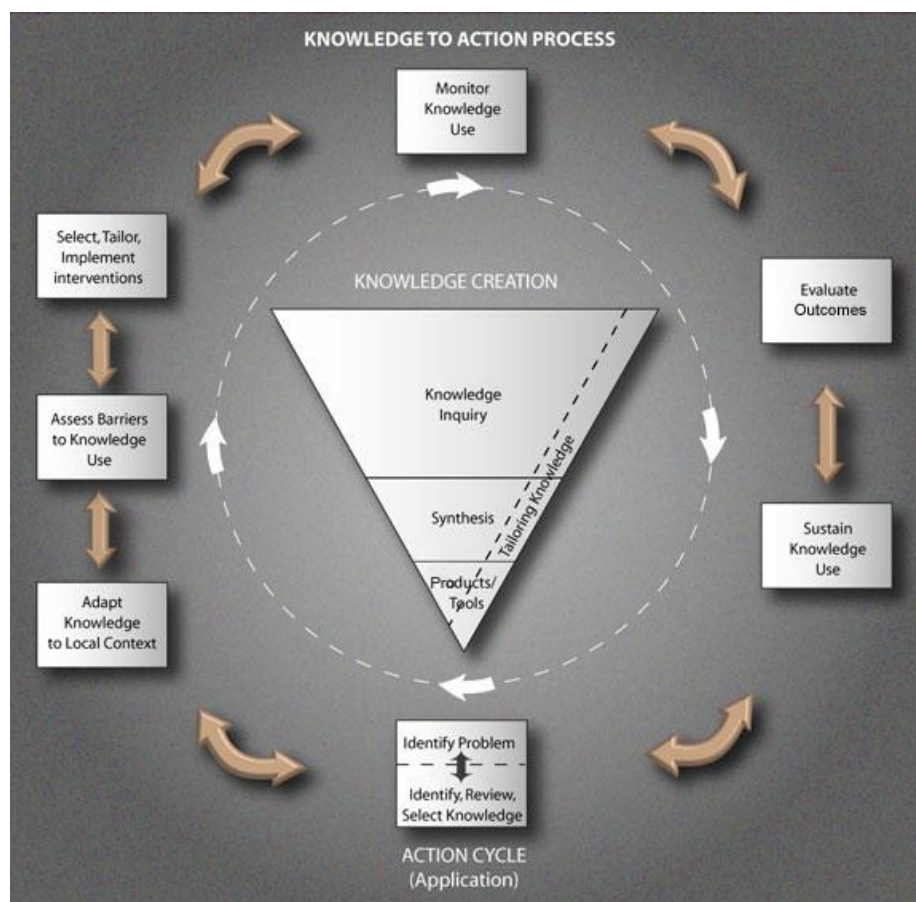 KNOWLEDGE TO ACTION PROCESS
Monitor
Knowledge
Use
Select, Tailor,
Implement
interventions
Evaluate
Outcomes
KNOWLEDGE CREATION
Knowledge
Inquiry
Tailoring Knowledge
Assess Barriers
to Knowledge
Use
Synthesis
Sustain
Knowledge
Use
Products/
Tools
Adapt
Knowledge
to Local Context
Identify Problem
Identify, Review,
Select Knowledge
ACTION CYCLE
(Application)